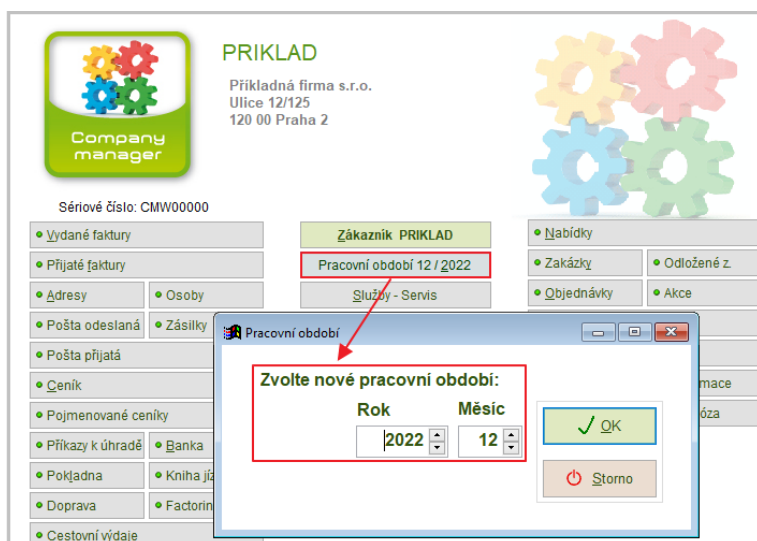 PRIKLAD
Příkladná firma s.r.o.
Ulice 12/125
120 00 Praha 2
Company
manager
Sériové číslo: CMW00000
Vydané faktury
Zákazník PRIKLAD
Nabídky
Přijaté faktury
Pracovní období 12 / 2022
Zakázky
Odložené z.
Adresy
Osoby
Služby - Servis
Objednávky
Akce
Pošta odeslaná
Zásilky
Pošta přijatá
Ceník
Pojmenované ceníky
Příkazy k úhradě
Banka
Pokladna
Kniha jí
Doprava
Factorin
Cestovní výdaje
mace
óza
Pracovní období
Zvolte nové pracovní období:
Rok
Měsíc
2022
12
OK
Storno